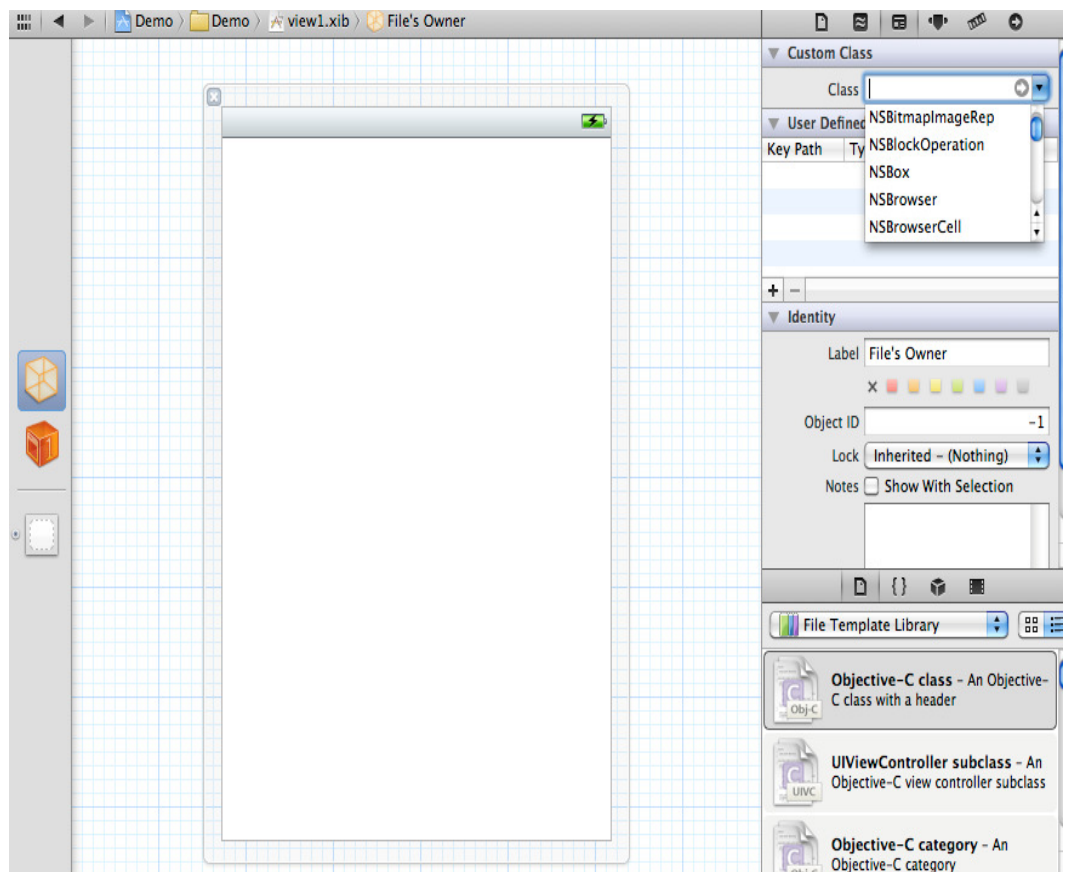 Demo
Demo
view1.xib
File's Owner
Custom Class
Class
NSBitmapImageRep
NSBlockOperation
NSBox
NSBrowser
NSBrowserCell
User Defined
Key Path Ty
+ −
Identity
Label File's Owner
X
Object ID -1
Lock Inherited - (Nothing)
Notes Show With Selection
{}
File Template Library
Objective-C class - An Objective-
C class with a header
Obj-C
UIViewController subclass - An
Objective-C view controller subclass
UIVC
Objective-C category - An
Objective-C category
Obj-C